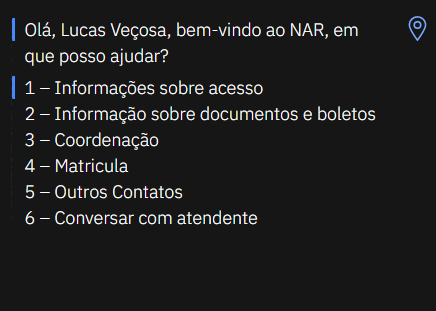 Olá, Lucas Veçosa, bem-vindo ao NAR, em
que posso ajudar?
1 – Informações sobre acesso
2 – Informação sobre documentos e boletos
3 – Coordenação
4 – Matricula
5 – Outros Contatos
6 – Conversar com atendente